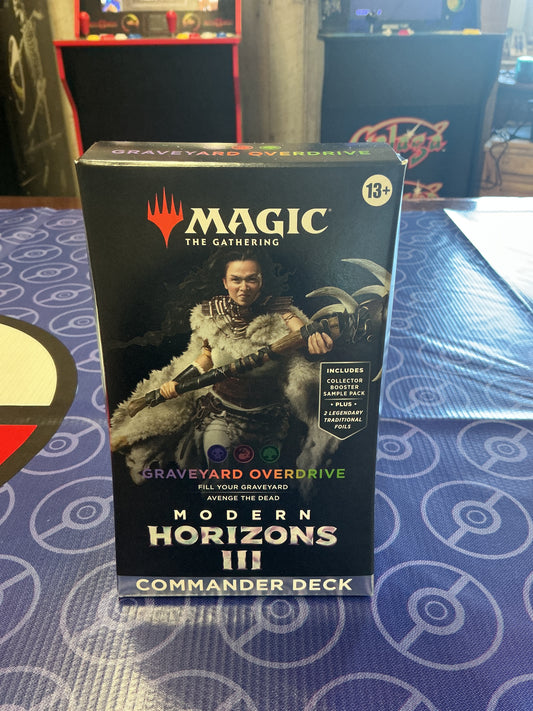 Galaga
GRAVEYARD OVERDRIVE
13+
MAGIC
THE GATHERING
INCLUDES
COLLECTOR
BOOSTER
SAMPLE PACK
• PLUS •
2 LEGENDARY
TRADITIONAL
FOILS
GRAVEYARD OVERDRIVE
FILL YOUR GRAVEYARD
AVENGE THE DEAD
MODERN
HORIZONS
III
COMMANDER DECK